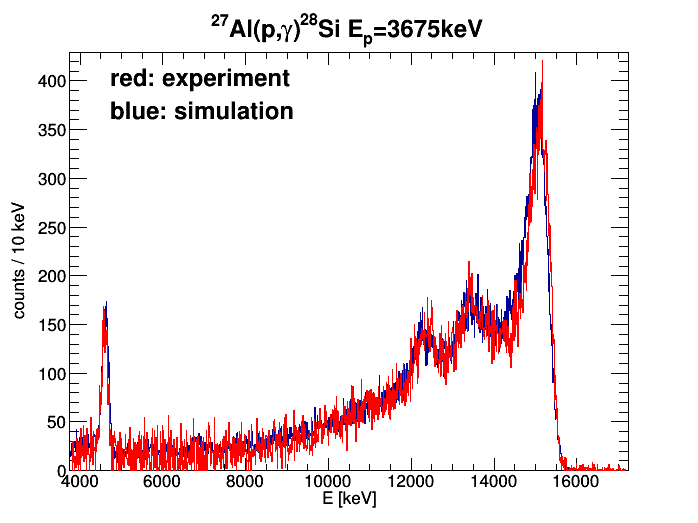 ²⁷Al(p,γ)²⁸Si Eₚ=3675keV
red: experiment
blue: simulation
counts / 10 keV
400
350
300
250
200
150
100
50
0
4000 6000 8000 10000 12000 14000 16000
E [keV]